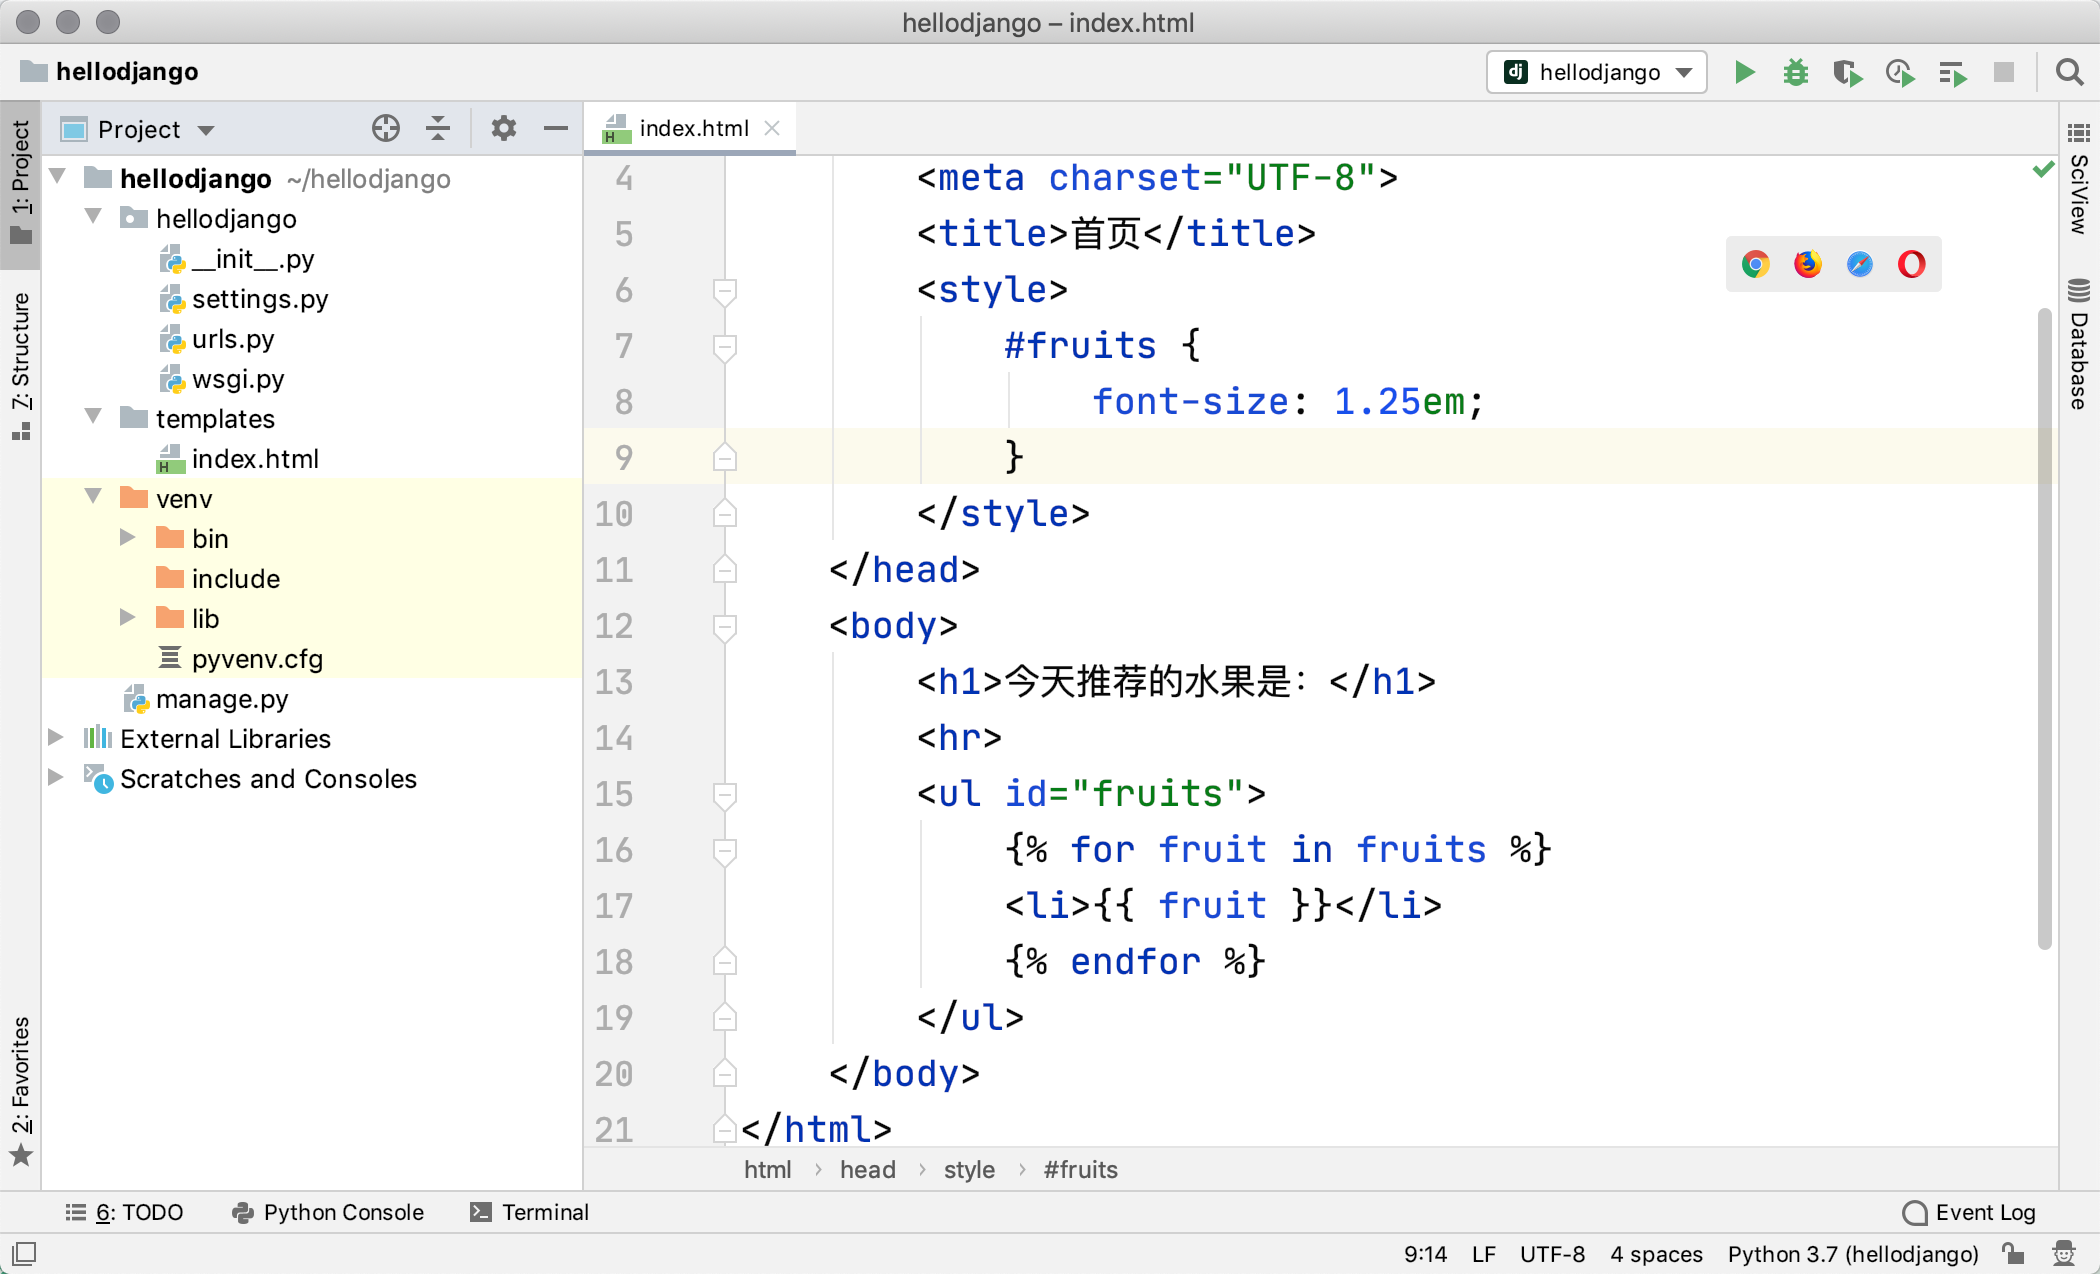 hellodjango – index.html
hellodjango
dj hellodjango
1: Project
7: Structure
2: Favorites
Project
hellodjango ~/hellodjango
hellodjango
__init__.py
settings.py
urls.py
wsgi.py
templates
H index.html
venv
bin
include
lib
pyvenv.cfg
manage.py
External Libraries
Scratches and Consoles
H index.html
4 <meta charset="UTF-8">
5 <title>首页</title>
6 <style>
7 #fruits {
8 font-size: 1.25em;
9 }
10 </style>
11 </head>
12 <body>
13 <h1>今天推荐的水果是：</h1>
14 <hr>
15 <ul id="fruits">
16 {% for fruit in fruits %}
17 <li>{{ fruit }}</li>
18 {% endfor %}
19 </ul>
20 </body>
21 </html>
html › head › style › #fruits
SciView
Database
6: TODO Python Console Terminal Event Log
9:14 LF UTF-8 4 spaces Python 3.7 (hellodjango)